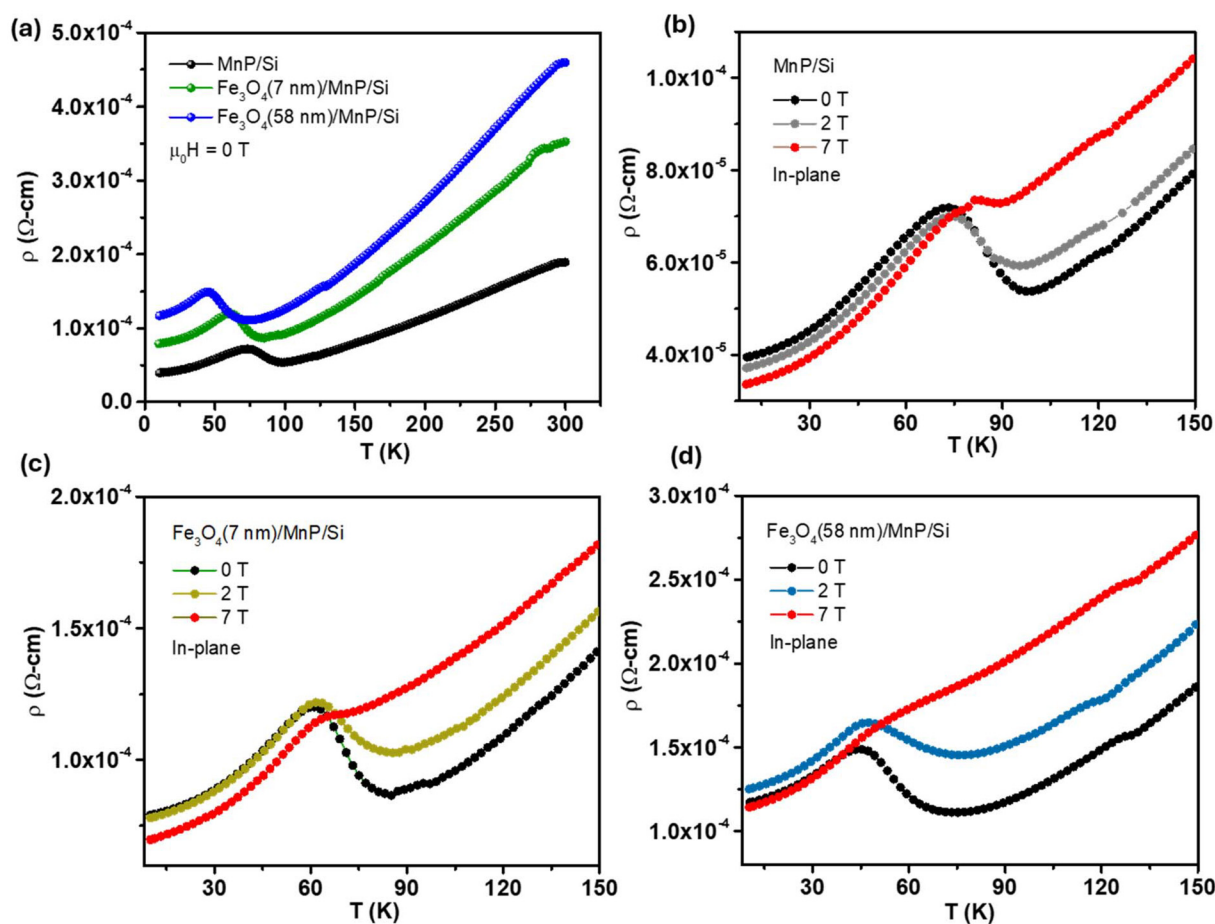 (a)
5.0x10⁻⁴
4.0x10⁻⁴
3.0x10⁻⁴
2.0x10⁻⁴
1.0x10⁻⁴
0.0
ρ (Ω-cm)
MnP/Si
Fe₃O₄(7 nm)/MnP/Si
Fe₃O₄(58 nm)/MnP/Si
μ₀H = 0 T
0 50 100 150 200 250 300
T (K)
(b)
1.0x10⁻⁴
8.0x10⁻⁵
6.0x10⁻⁵
4.0x10⁻⁵
ρ (Ω-cm)
MnP/Si
0 T
2 T
7 T
In-plane
30 60 90 120 150
T (K)
(c)
2.0x10⁻⁴
1.5x10⁻⁴
1.0x10⁻⁴
ρ (Ω-cm)
Fe₃O₄(7 nm)/MnP/Si
0 T
2 T
7 T
In-plane
30 60 90 120 150
T (K)
(d)
3.0x10⁻⁴
2.5x10⁻⁴
2.0x10⁻⁴
1.5x10⁻⁴
1.0x10⁻⁴
ρ (Ω-cm)
Fe₃O₄(58 nm)/MnP/Si
0 T
2 T
7 T
In-plane
30 60 90 120 150
T (K)